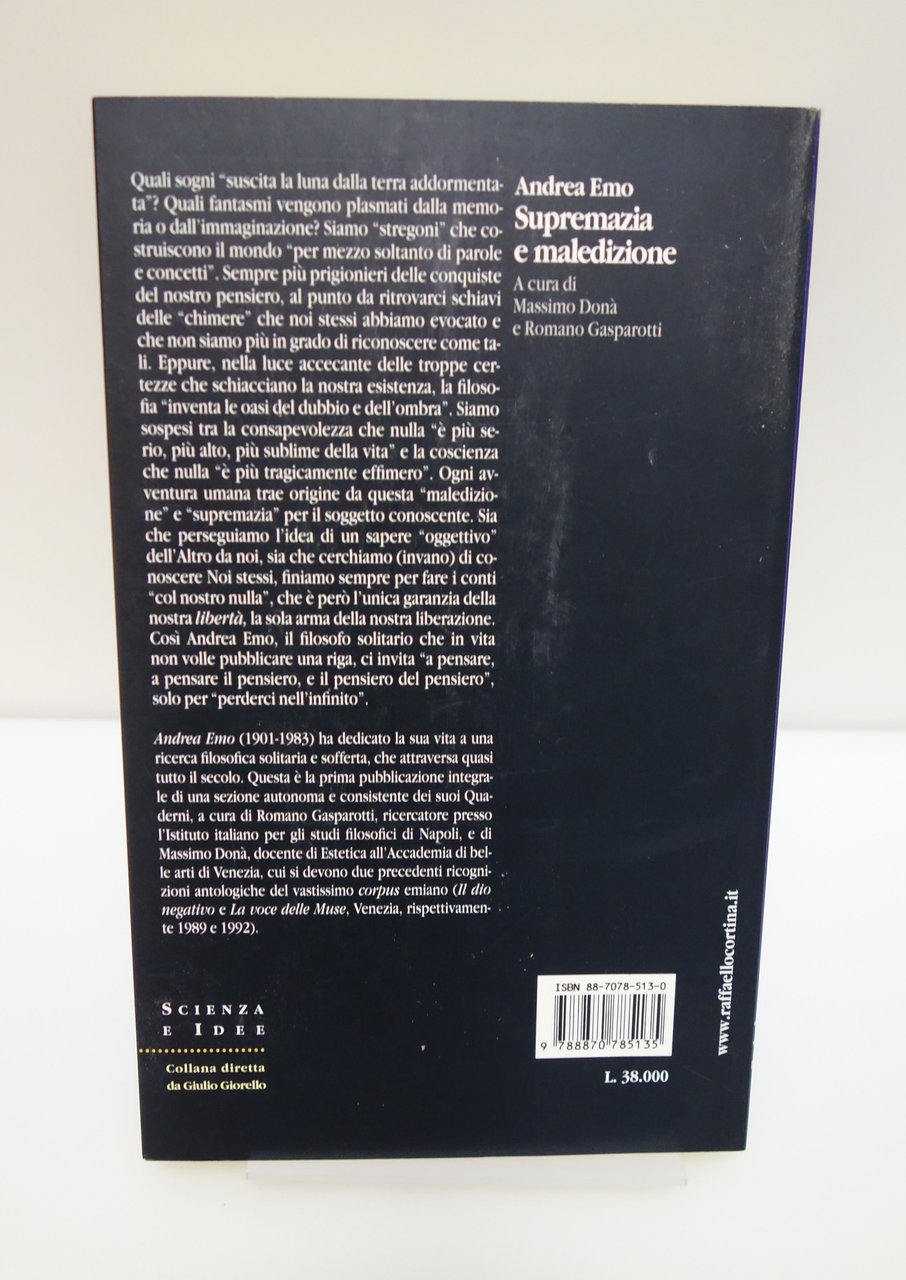 Quali sogni “suscita la luna dalla terra addormenta-
ta”? Quali fantasmi vengono plasmati dalla memo-
ria o dall’immaginazione? Siamo “stregoni” che co-
struiscono il mondo “per mezzo soltanto di parole
e concetti”. Sempre più prigionieri delle conquiste
del nostro pensiero, al punto da ritrovarci schiavi
delle “chimere” che noi stessi abbiamo evocato e
che non siamo più in grado di riconoscere come ta-
li. Eppure, nella luce accecante delle troppe cer-
tezze che schiacciano la nostra esistenza, la filoso-
fia “inventa le oasi del dubbio e dell’ombra”. Siamo
sospesi tra la consapevolezza che nulla “è più se-
rio, più alto, più sublime della vita” e la coscienza
che nulla “è più tragicamente effimero”. Ogni av-
ventura umana trae origine da questa “maledizio-
ne” e “supremazia” per il soggetto conoscente. Sia
che perseguiamo l’idea di un sapere “oggettivo”
dell’Altro da noi, sia che cerchiamo (invano) di co-
noscere Noi stessi, finiamo sempre per fare i conti
“col nostro nulla”, che è però l’unica garanzia della
nostra libertà, la sola arma della nostra liberazione.
Così Andrea Emo, il filosofo solitario che in vita
non volle pubblicare una riga, ci invita “a pensare,
a pensare il pensiero, e il pensiero del pensiero”,
solo per “perderci nell’infinito”.
Andrea Emo (1901-1983) ha dedicato la sua vita a una
ricerca filosofica solitaria e sofferta, che attraversa quasi
tutto il secolo. Questa è la prima pubblicazione integra-
le di una sezione autonoma e consistente dei suoi Qua-
derni, a cura di Romano Gasparotti, ricercatore presso
l’Istituto italiano per gli studi filosofici di Napoli, e di
Massimo Donà, docente di Estetica all’Accademia di bel-
le arti di Venezia, cui si devono due precedenti ricogni-
zioni antologiche del vastissimo corpus emiano (Il dio
negativo e La voce delle Muse, Venezia, rispettivamen-
te 1989 e 1992).
SCIENZA
E IDEE
Collana diretta
da Giulio Giorello
Andrea Emo
Supremazia
e maledizione
A cura di
Massimo Donà
e Romano Gasparotti
www.raffaellocortina.it
ISBN 88-7078-513-0
9 788870 785135
L. 38.000